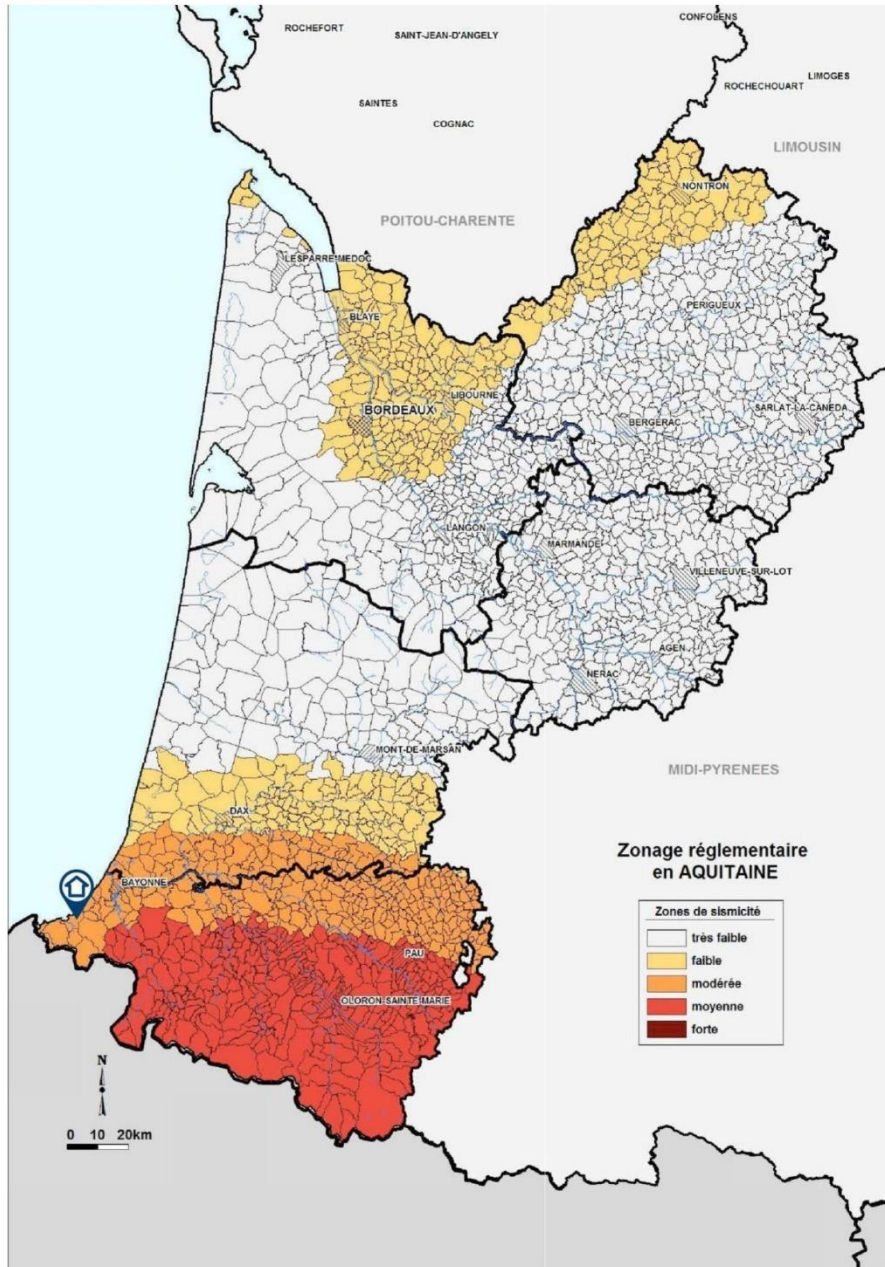 CONFOLENS
ROCHEFORT
SAINT-JEAN-D'ANGELY
LIMOGES
ROCHECHOUART
SAINTES
COGNAC
LIMOUSIN
NONTRON
POITOU-CHARENTE
LESPARRE-MEDOC
PERIGUEUX
BLAYE
LIBOURNE
SARLAT-LA-CANEDA
BORDEAUX
BERGERAC
LANGON
MARMANDE
VILLENEUVE-SUR-LOT
AGEN
NERAC
MONT-DE-MARSAN
MIDI-PYRENEES
DAX
Zonage réglementaire
en AQUITAINE
BAYONNE
Zones de sismicité
très faible
faible
modérée
moyenne
forte
PAU
OLORON-SAINTE-MARIE
N
0 10 20km